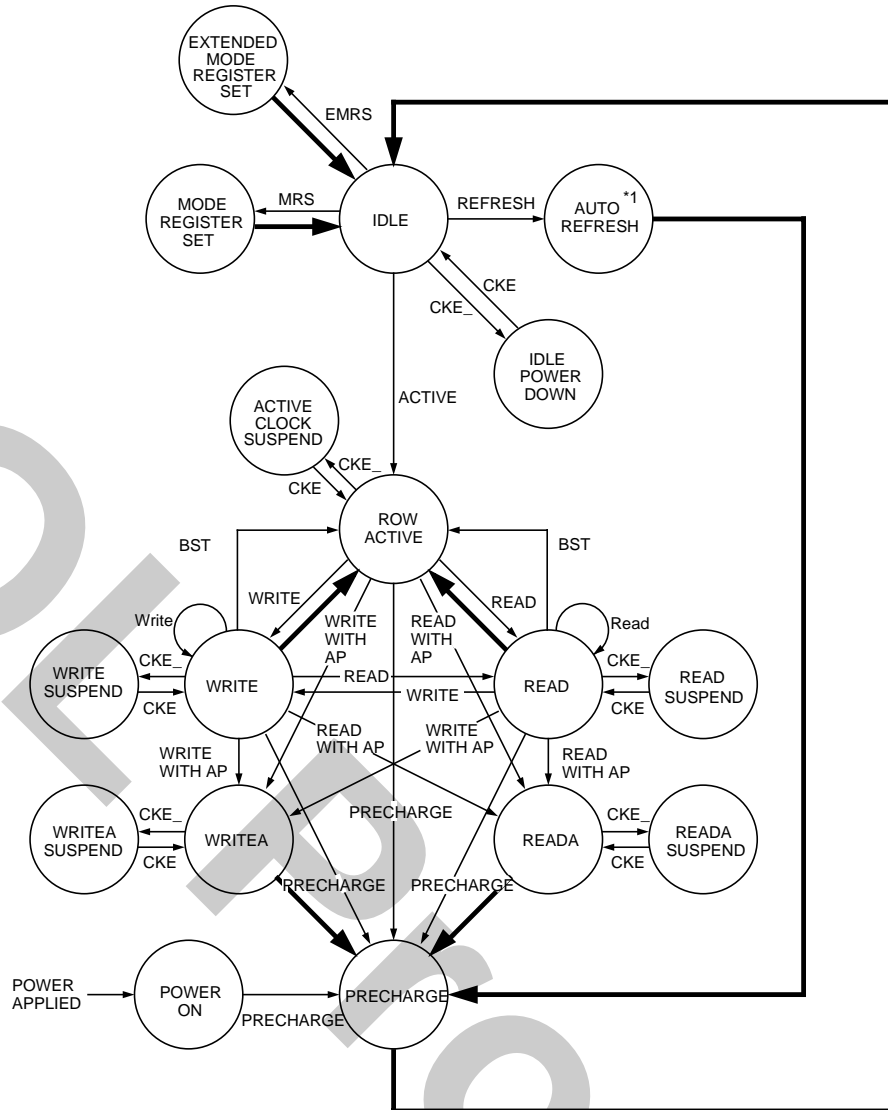 EXTENDED
MODE
REGISTER
SET
EMRS
MODE
REGISTER
SET
MRS
IDLE
REFRESH
AUTO *1
REFRESH
CKE
CKE_
IDLE
POWER
DOWN
ACTIVE
ACTIVE
CLOCK
SUSPEND
CKE_
CKE
ROW
ACTIVE
BST
BST
WRITE
READ
Write
WRITE
WITH
AP
READ
WITH
AP
Read
WRITE
SUSPEND
CKE_
CKE
WRITE
READ
WRITE
READ
CKE_
CKE
READ
SUSPEND
WRITE
WITH AP
READ
WITH AP
WRITE
WITH AP
READ
WITH AP
WRITEA
SUSPEND
CKE_
CKE
WRITEA
PRECHARGE
READA
CKE_
CKE
READA
SUSPEND
PRECHARGE
PRECHARGE
POWER
APPLIED
POWER
ON
PRECHARGE
PRECHARGE